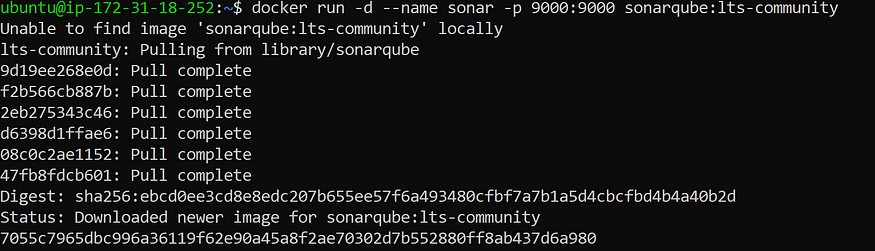 ubuntu@ip-172-31-18-252:~$ docker run -d --name sonar -p 9000:9000 sonarqube:lts-community
Unable to find image 'sonarqube:lts-community' locally
lts-community: Pulling from library/sonarqube
9d19ee268e0d: Pull complete
f2b566cb887b: Pull complete
2eb275343c46: Pull complete
d6398d1ffae6: Pull complete
08c0c2ae1152: Pull complete
47fb8fdcb601: Pull complete
Digest: sha256:ebcd0ee3cd8e8edc207b655ee57f6a493480cfbf7a7b1a5d4cbcfbd4b4a40b2d
Status: Downloaded newer image for sonarqube:lts-community
7055c7965dbc996a36119f62e90a45a8f2ae70302d7b552880ff8ab437d6a980